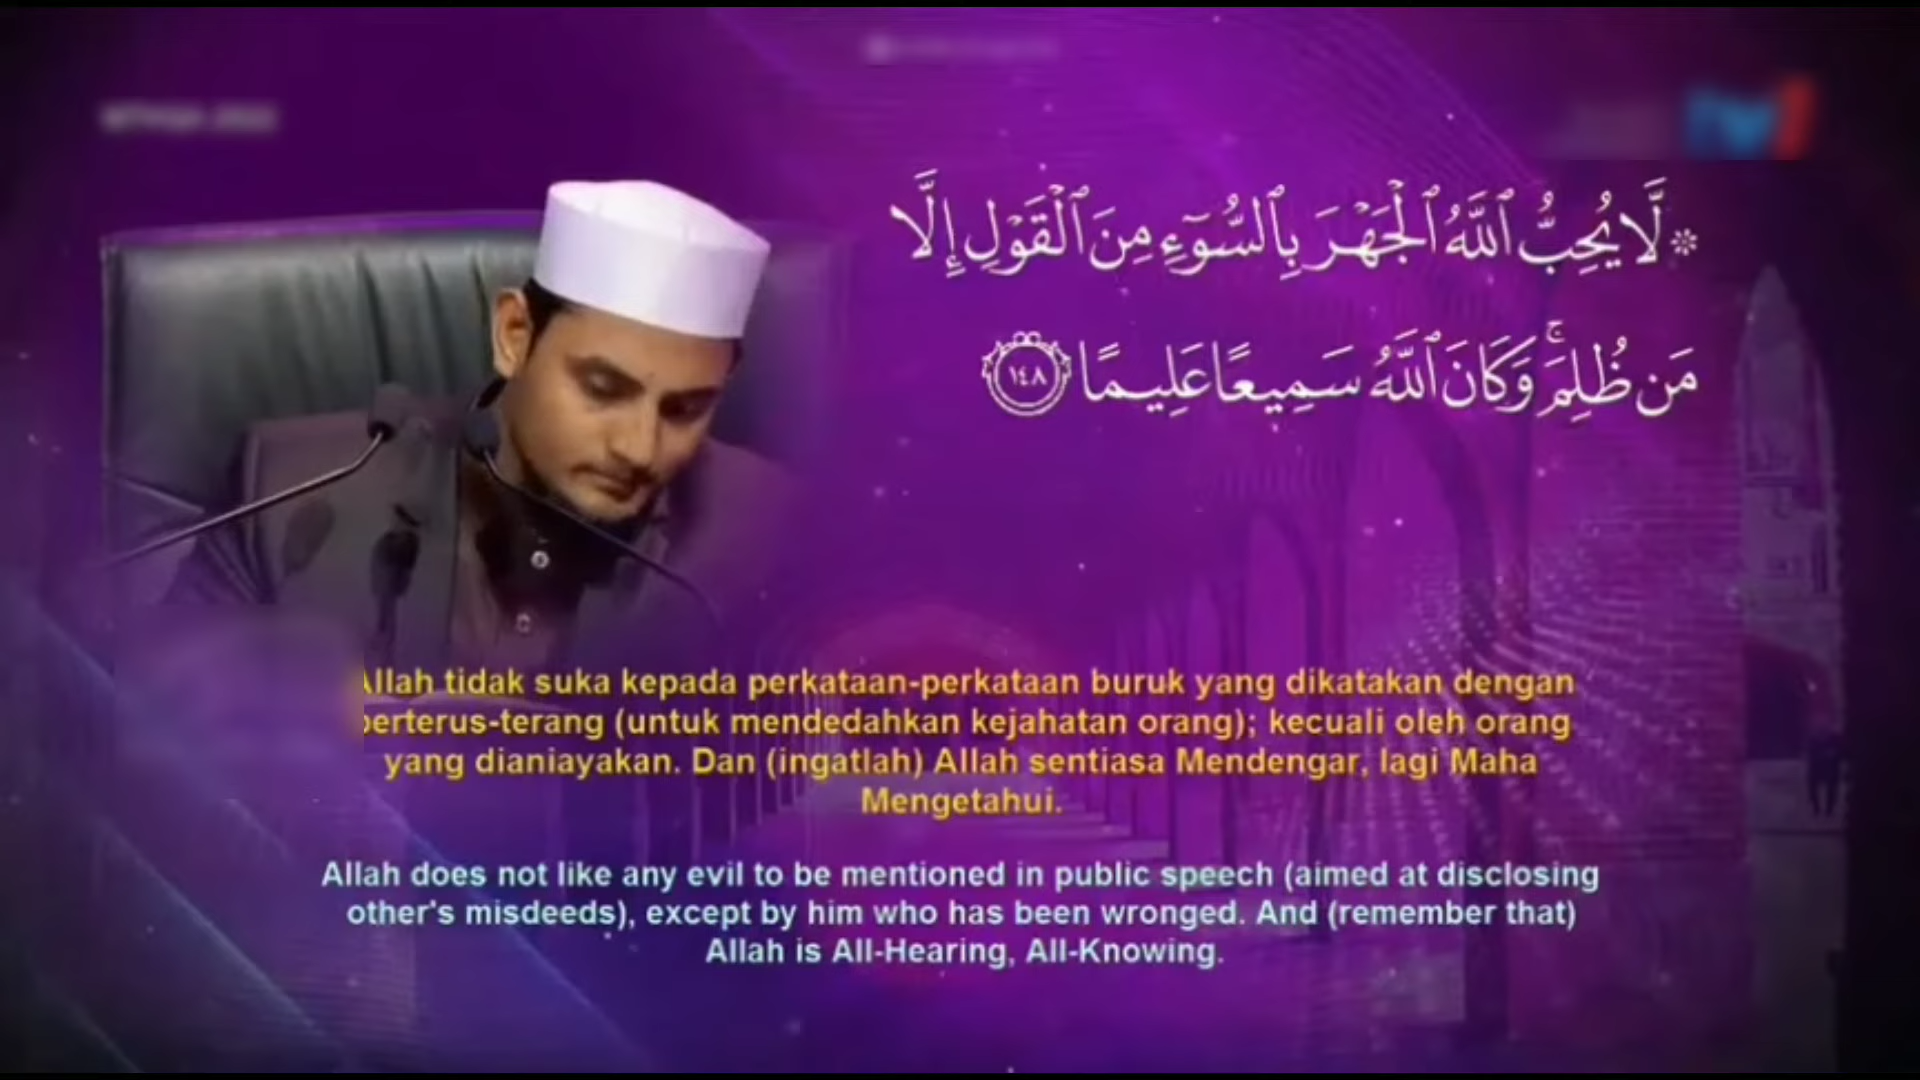 ۞ لَّا يُحِبُّ ٱللَّهُ ٱلْجَهْرَ بِٱلسُّوٓءِ مِنَ ٱلْقَوْلِ إِلَّا
مَن ظُلِمَ ۚ وَكَانَ ٱللَّهُ سَمِيعًا عَلِيمًا ١٤٨
Allah tidak suka kepada perkataan-perkataan buruk yang dikatakan dengan
berterus-terang (untuk mendedahkan kejahatan orang); kecuali oleh orang
yang dianiayakan. Dan (ingatlah) Allah sentiasa Mendengar, lagi Maha
Mengetahui.
Allah does not like any evil to be mentioned in public speech (aimed at disclosing
other's misdeeds), except by him who has been wronged. And (remember that)
Allah is All-Hearing, All-Knowing.